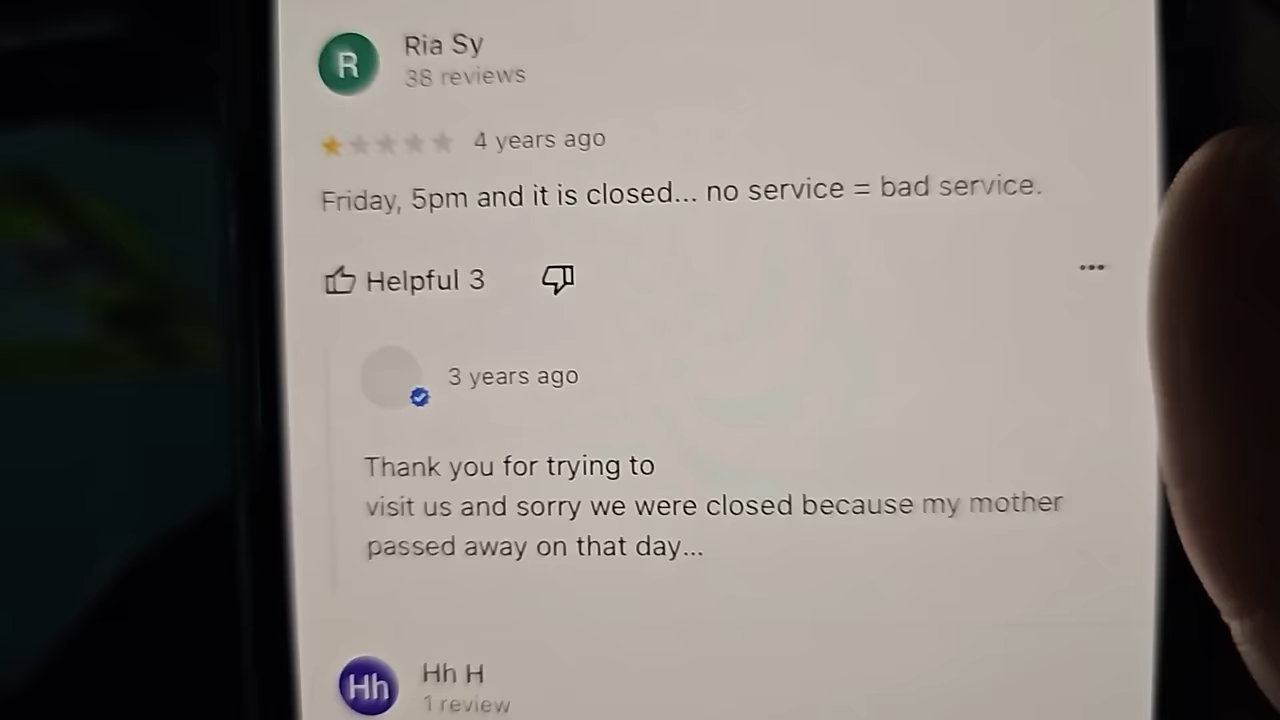 R
Ria Sy
38 reviews
4 years ago
Friday, 5pm and it is closed... no service = bad service.
Helpful 3
3 years ago
Thank you for trying to
visit us and sorry we were closed because my mother
passed away on that day...
Hh
Hh H
1 review